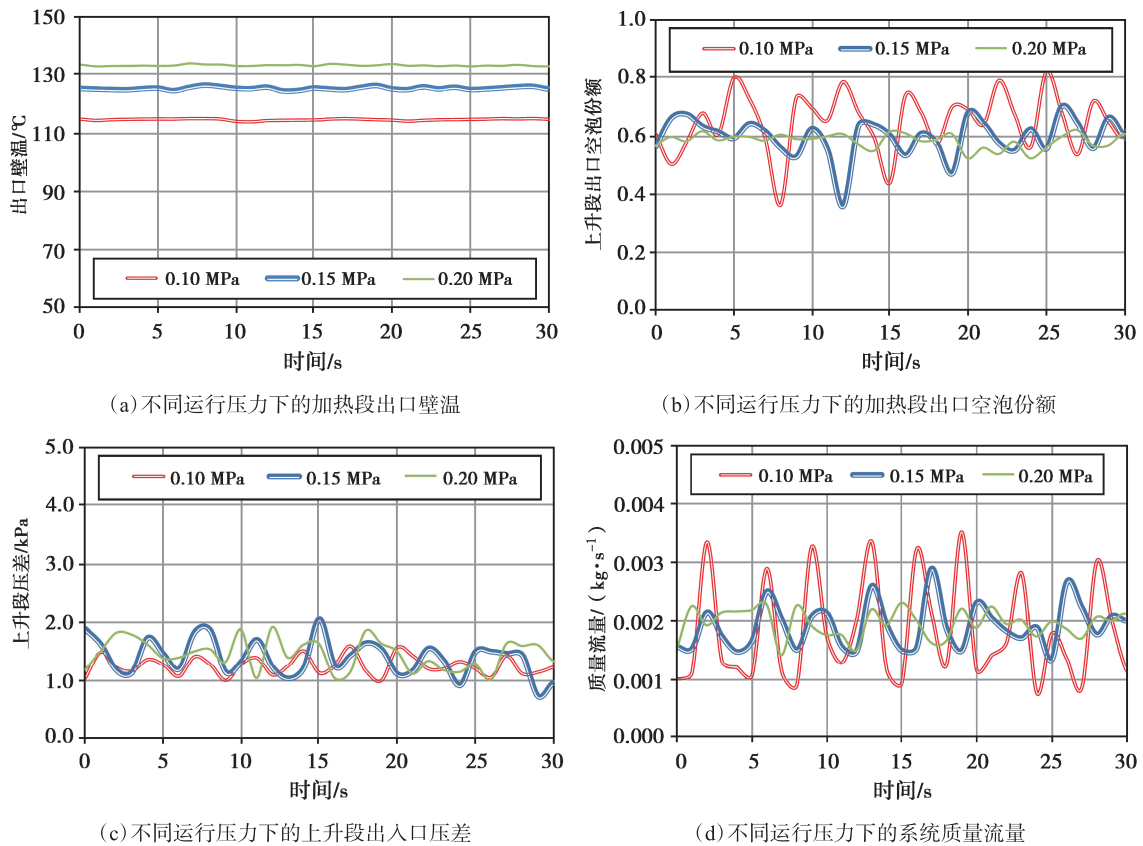 150
130
110
90
70
50
出口壁温/℃
0.10 MPa 0.15 MPa 0.20 MPa
0 5 10 15 20 25 30
时间/s
(a)不同运行压力下的加热段出口壁温
1.0
0.8
0.6
0.4
0.2
0.0
上升段出口空泡份额
0.10 MPa 0.15 MPa 0.20 MPa
0 5 10 15 20 25 30
时间/s
(b)不同运行压力下的加热段出口空泡份额
5.0
4.0
3.0
2.0
1.0
0.0
上升段压差/kPa
0.10 MPa 0.15 MPa 0.20 MPa
0 5 10 15 20 25 30
时间/s
(c)不同运行压力下的上升段出入口压差
0.005
0.004
0.003
0.002
0.001
0.000
质量流量/(kg·s⁻¹)
0.10 MPa 0.15 MPa 0.20 MPa
0 5 10 15 20 25 30
时间/s
(d)不同运行压力下的系统质量流量